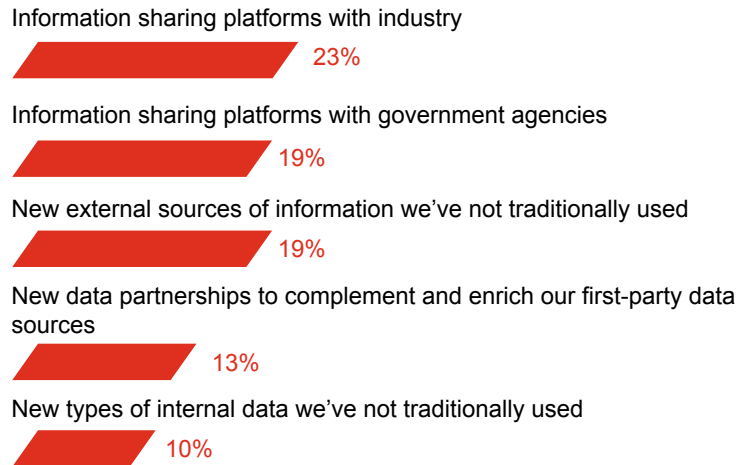 Information sharing platforms with industry
23%
Information sharing platforms with government agencies
19%
New external sources of information we’ve not traditionally used
19%
New data partnerships to complement and enrich our first-party data
sources
13%
New types of internal data we’ve not traditionally used
10%